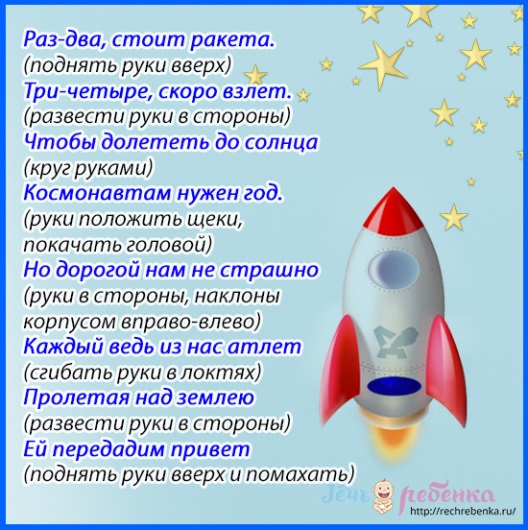 Раз-два, стоит ракета.
(поднять руки вверх)
Три-четыре, скоро взлет.
(развести руки в стороны)
Чтобы долететь до солнца
(круг руками)
Космонавтам нужен год.
(руки положить щеки,
покачать головой)
Но дорогой нам не страшно
(руки в стороны, наклоны
корпусом вправо-влево)
Каждый ведь из нас атлет
(сгибать руки в локтях)
Пролетая над землею
(развести руки в стороны)
Ей передадим привет
(поднять руки вверх и помахать)
Речь ребенка
http://rechrebenka.ru/